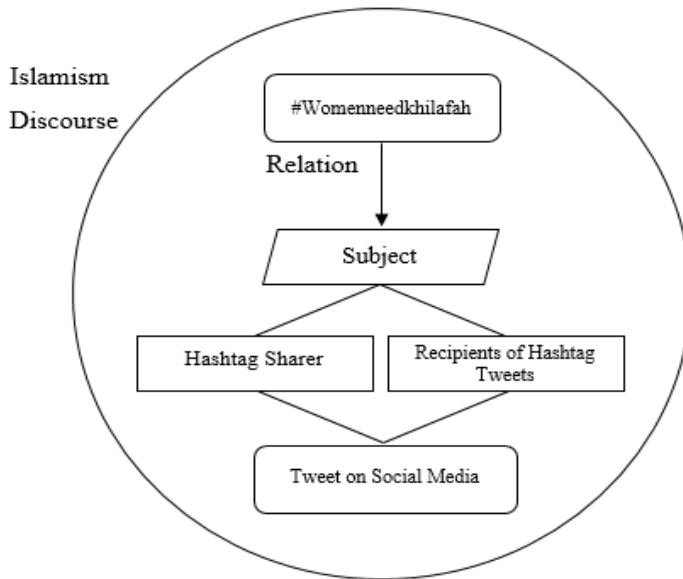 Islamism
Discourse
#Womenneedkhilafah
Relation
Subject
Hashtag Sharer
Recipients of Hashtag
Tweets
Tweet on Social Media